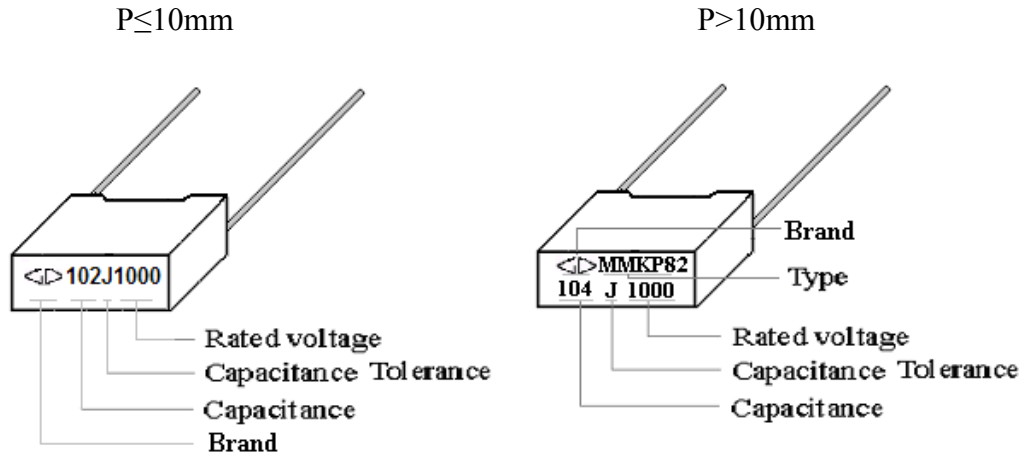 P≤10mm
P>10mm
102J1000
Rated voltage
Capacitance Tolerance
Capacitance
Brand
MMKP82
104 J 1000
Brand
Type
Rated voltage
Capacitance Tolerance
Capacitance